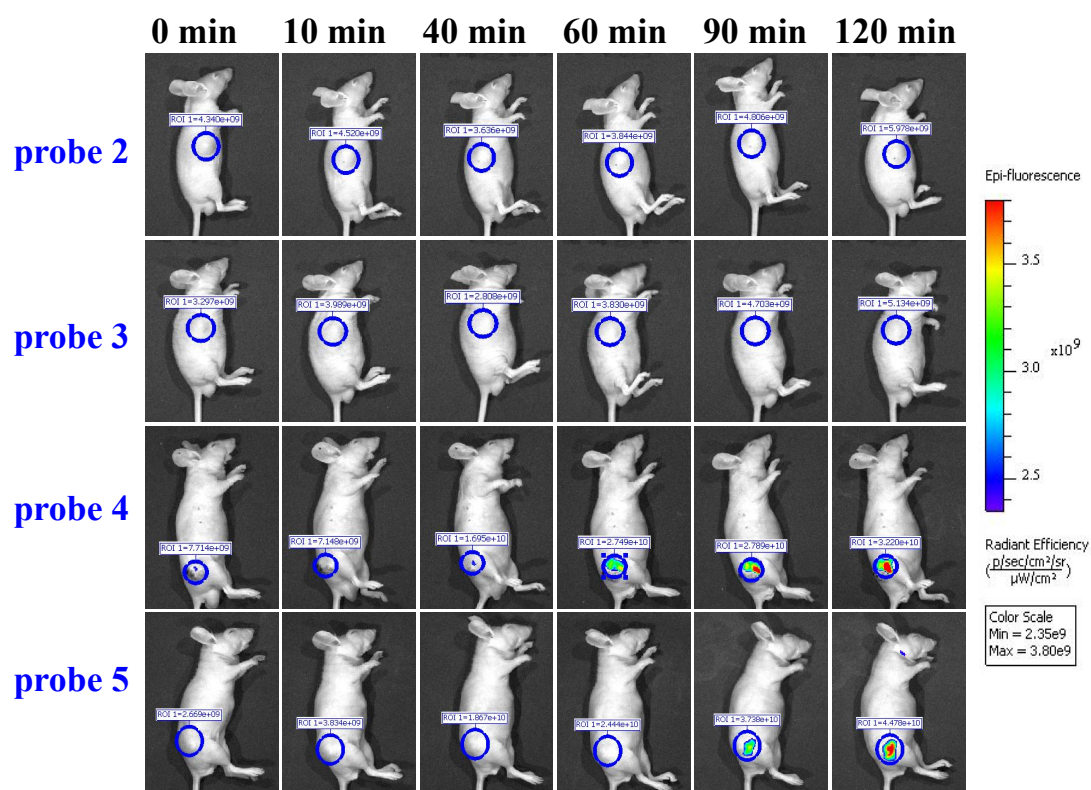 0 min 10 min 40 min 60 min 90 min 120 min
probe 2
ROI 1=4.340e+09
ROI 1=4.520e+09
ROI 1=3.636e+09
ROI 1=3.844e+09
ROI 1=4.806e+09
ROI 1=5.978e+09
probe 3
ROI 1=3.297e+09
ROI 1=3.989e+09
ROI 1=2.808e+09
ROI 1=3.830e+09
ROI 1=4.703e+09
ROI 1=5.134e+09
probe 4
ROI 1=7.714e+09
ROI 1=7.148e+09
ROI 1=1.695e+10
ROI 1=2.749e+10
ROI 1=2.789e+10
ROI 1=3.220e+10
probe 5
ROI 1=2.669e+09
ROI 1=3.834e+09
ROI 1=1.867e+10
ROI 1=2.444e+10
ROI 1=3.738e+10
ROI 1=4.478e+10
Epi-fluorescence
3.5
3.0
x10⁹
2.5
Radiant Efficiency
(p/sec/cm²/sr
µW/cm²)
Color Scale
Min = 2.35e9
Max = 3.80e9